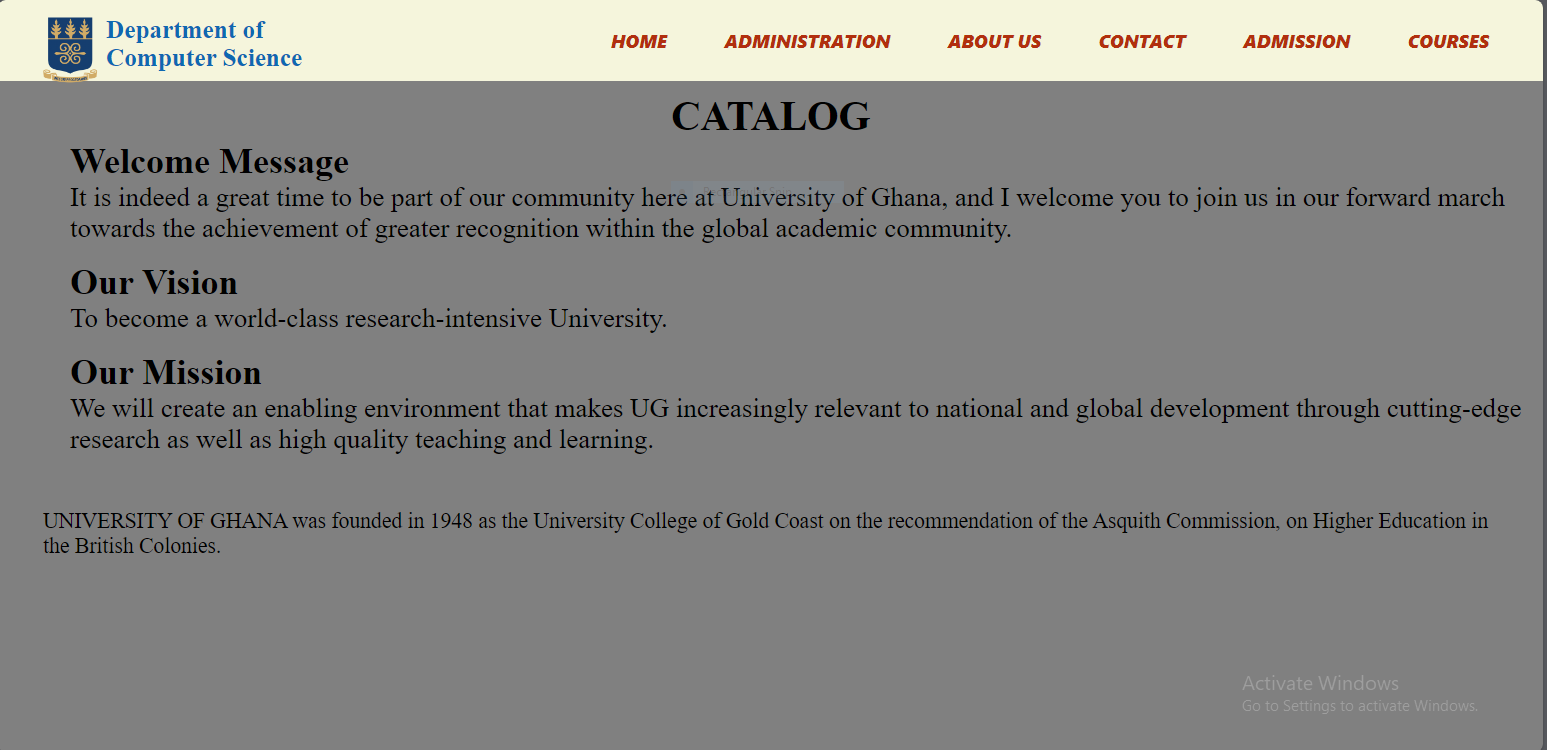 Department of
Computer Science
HOME ADMINISTRATION ABOUT US CONTACT ADMISSION COURSES
CATALOG
Welcome Message
It is indeed a great time to be part of our community here at University of Ghana, and I welcome you to join us in our forward march
towards the achievement of greater recognition within the global academic community.
Our Vision
To become a world-class research-intensive University.
Our Mission
We will create an enabling environment that makes UG increasingly relevant to national and global development through cutting-edge
research as well as high quality teaching and learning.
UNIVERSITY OF GHANA was founded in 1948 as the University College of Gold Coast on the recommendation of the Asquith Commission, on Higher Education in
the British Colonies.
Activate Windows
Go to Settings to activate Windows.